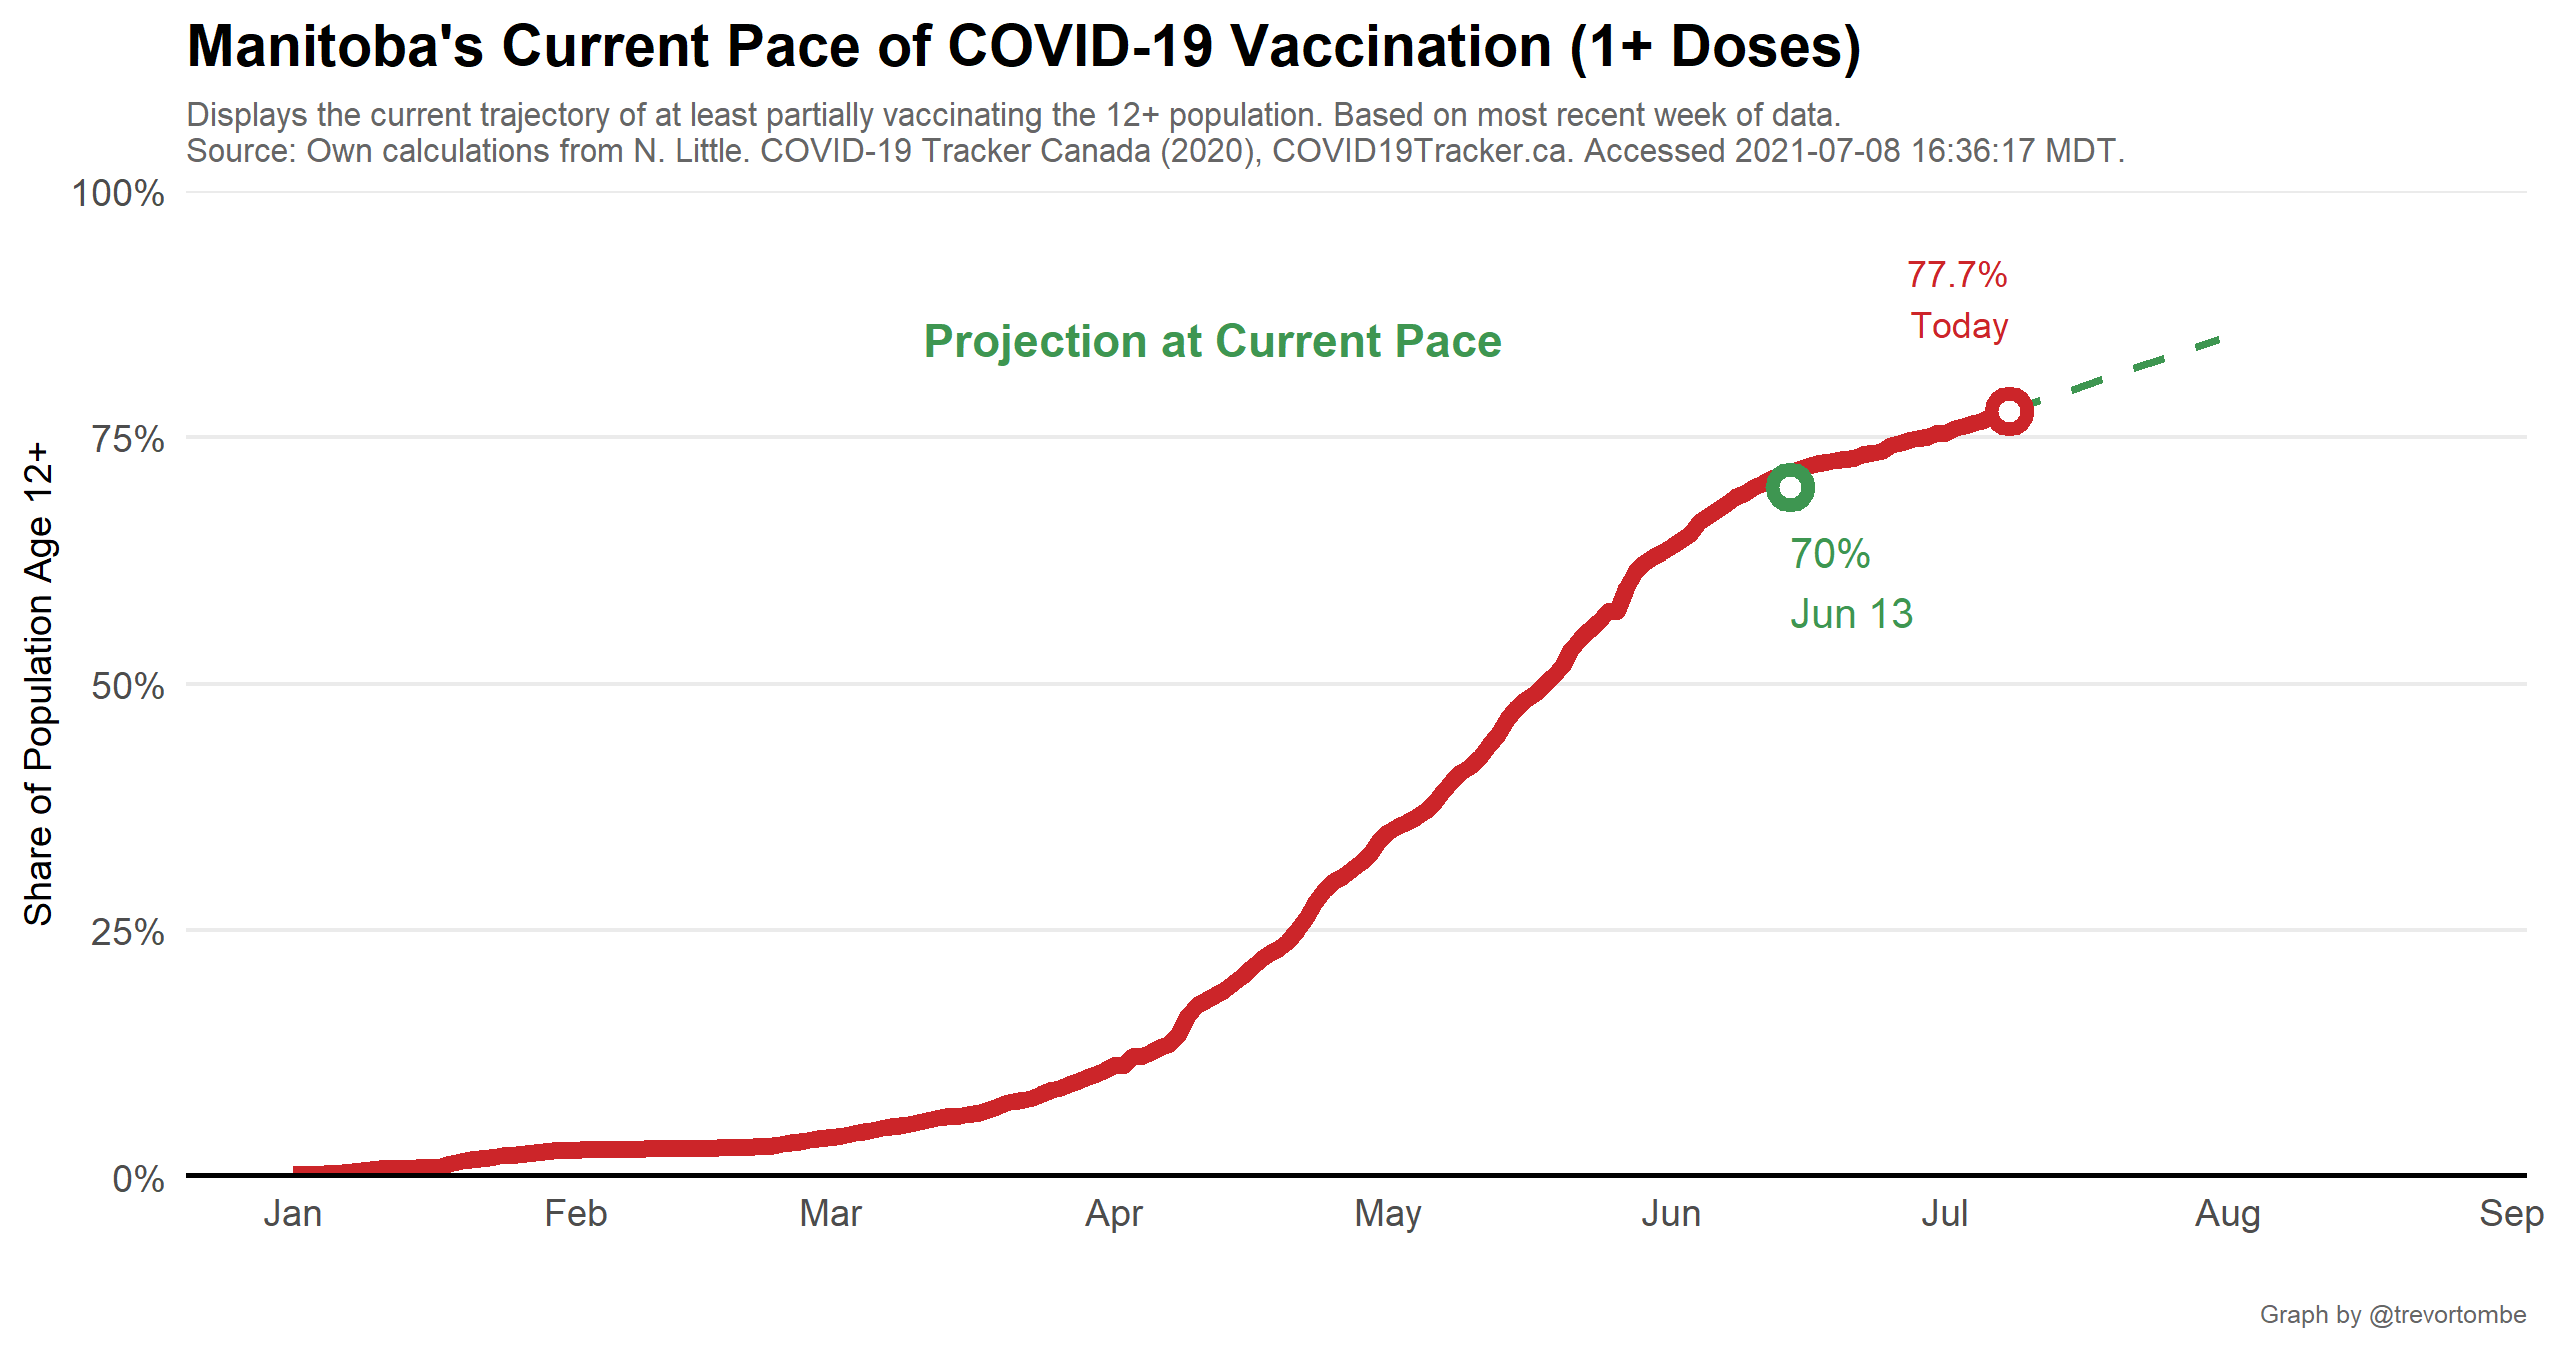 Manitoba's Current Pace of COVID-19 Vaccination (1+ Doses)
Displays the current trajectory of at least partially vaccinating the 12+ population. Based on most recent week of data.
Source: Own calculations from N. Little. COVID-19 Tracker Canada (2020), COVID19Tracker.ca. Accessed 2021-07-08 16:36:17 MDT.
Share of Population Age 12+
100%
75%
50%
25%
0%
Projection at Current Pace
77.7%
Today
70%
Jun 13
Jan
Feb
Mar
Apr
May
Jun
Jul
Aug
Sep
Graph by @trevortombe